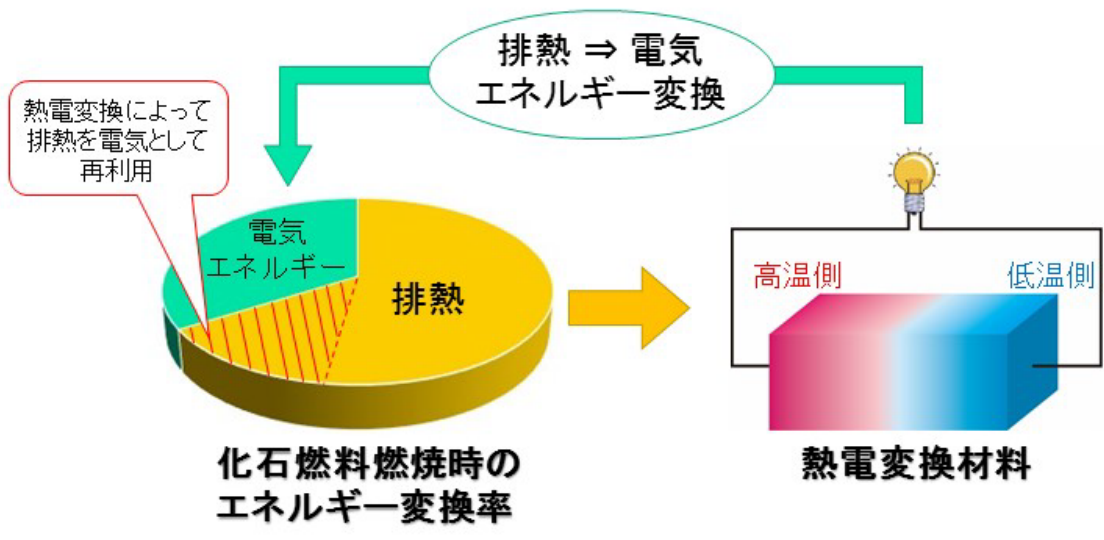 排熱 ⇒ 電気
エネルギー変換
熱電変換によって
排熱を電気として
再利用
電気
エネルギー
排熱
高温側
低温側
化石燃料燃焼時の
エネルギー変換率
熱電変換材料